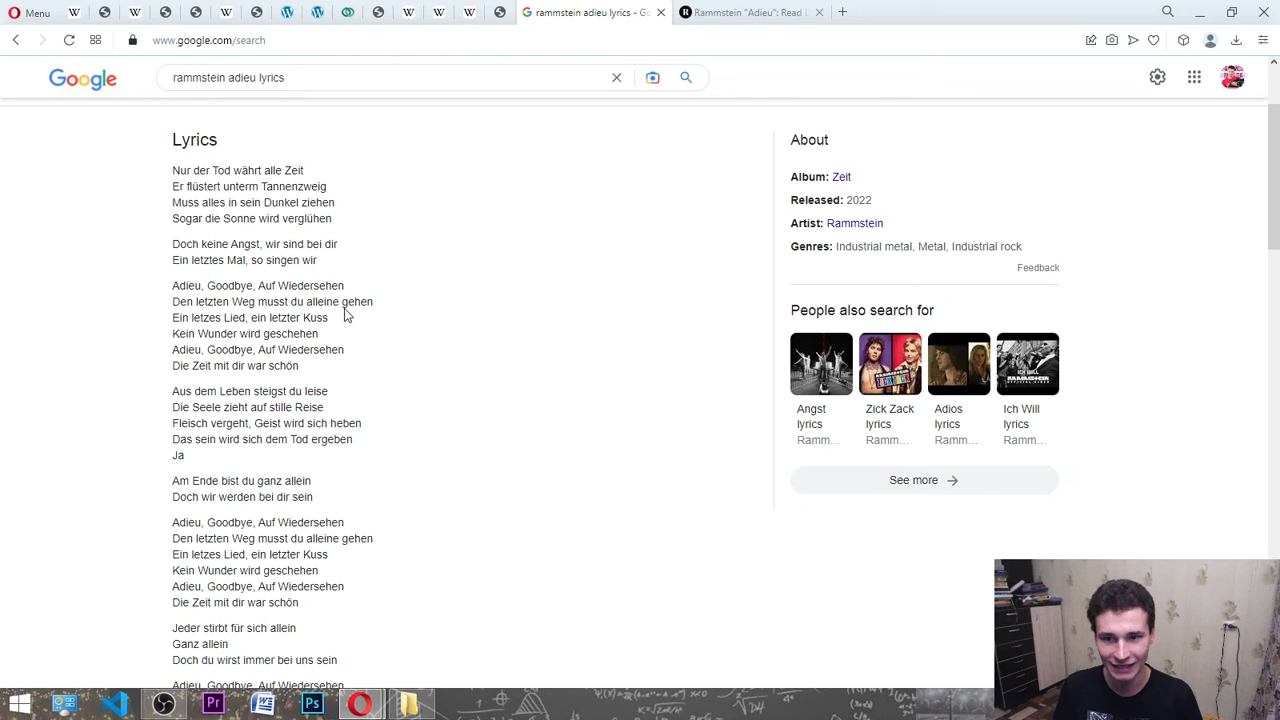 Menu
rammstein adieu lyrics - Go
Rammstein "Adieu": Read L
www.google.com/search
Google
rammstein adieu lyrics
Lyrics
Nur der Tod währt alle Zeit
Er flüstert unterm Tannenzweig
Muss alles in sein Dunkel ziehen
Sogar die Sonne wird verglühen
Doch keine Angst, wir sind bei dir
Ein letztes Mal, so singen wir
Adieu, Goodbye, Auf Wiedersehen
Den letzten Weg musst du alleine gehen
Ein letzes Lied, ein letzter Kuss
Kein Wunder wird geschehen
Adieu, Goodbye, Auf Wiedersehen
Die Zeit mit dir war schön
Aus dem Leben steigst du leise
Die Seele zieht auf stille Reise
Fleisch vergeht, Geist wird sich heben
Das sein wird sich dem Tod ergeben
Ja
Am Ende bist du ganz allein
Doch wir werden bei dir sein
Adieu, Goodbye, Auf Wiedersehen
Den letzten Weg musst du alleine gehen
Ein letzes Lied, ein letzter Kuss
Kein Wunder wird geschehen
Adieu, Goodbye, Auf Wiedersehen
Die Zeit mit dir war schön
Jeder stirbt für sich allein
Ganz allein
Doch du wirst immer bei uns sein
Adieu, Goodbye, Auf Wiedersehen
About
Album: Zeit
Released: 2022
Artist: Rammstein
Genres: Industrial metal, Metal, Industrial rock
Feedback
People also search for
Angst
lyrics
Ramm...
Zick Zack
lyrics
Ramm...
Adios
lyrics
Ramm...
Ich Will
lyrics
Ramm...
See more
Pr
Ps